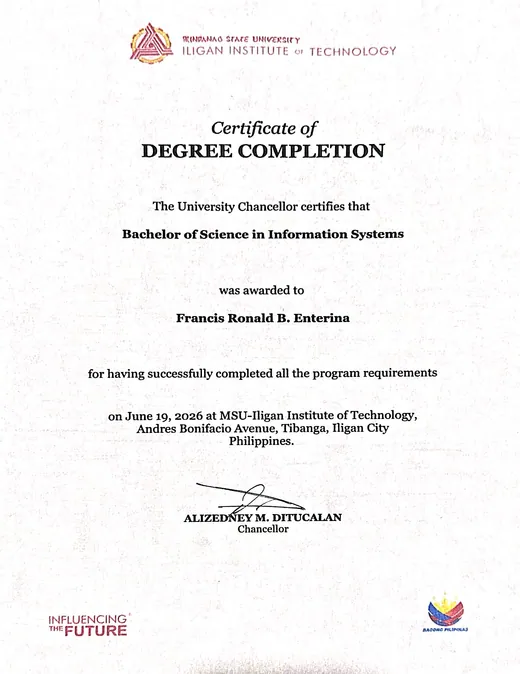 MINDANAO STATE UNIVERSITY
ILIGAN INSTITUTE OF TECHNOLOGY
Certificate of
DEGREE COMPLETION
The University Chancellor certifies that
Bachelor of Science in Information Systems
was awarded to
Francis Ronald B. Enterina
for having successfully completed all the program requirements
on June 19, 2026 at MSU-Iligan Institute of Technology,
Andres Bonifacio Avenue, Tibanga, Iligan City
Philippines.
ALIZEDNEY M. DITUCALAN
Chancellor
INFLUENCING
THE FUTURE
BAGONG PILIPINAS